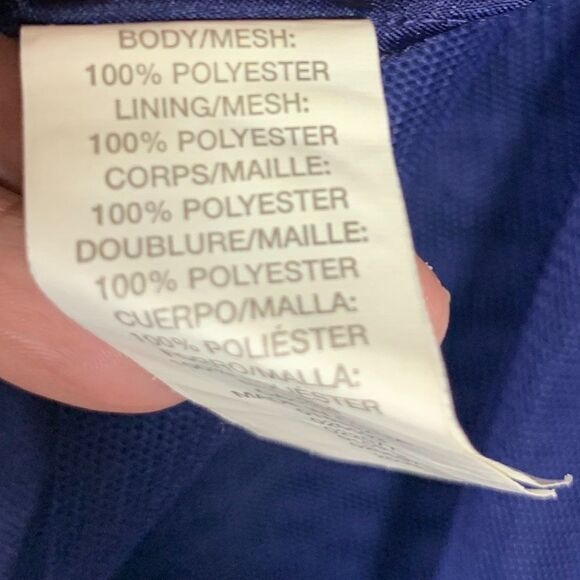 BODY/MESH:
100% POLYESTER
LINING/MESH:
100% POLYESTER
CORPS/MAILLE:
100% POLYESTER
DOUBLURE/MAILLE:
100% POLYESTER
CUERPO/MALLA:
100% POLIÉSTER
/MALLA: